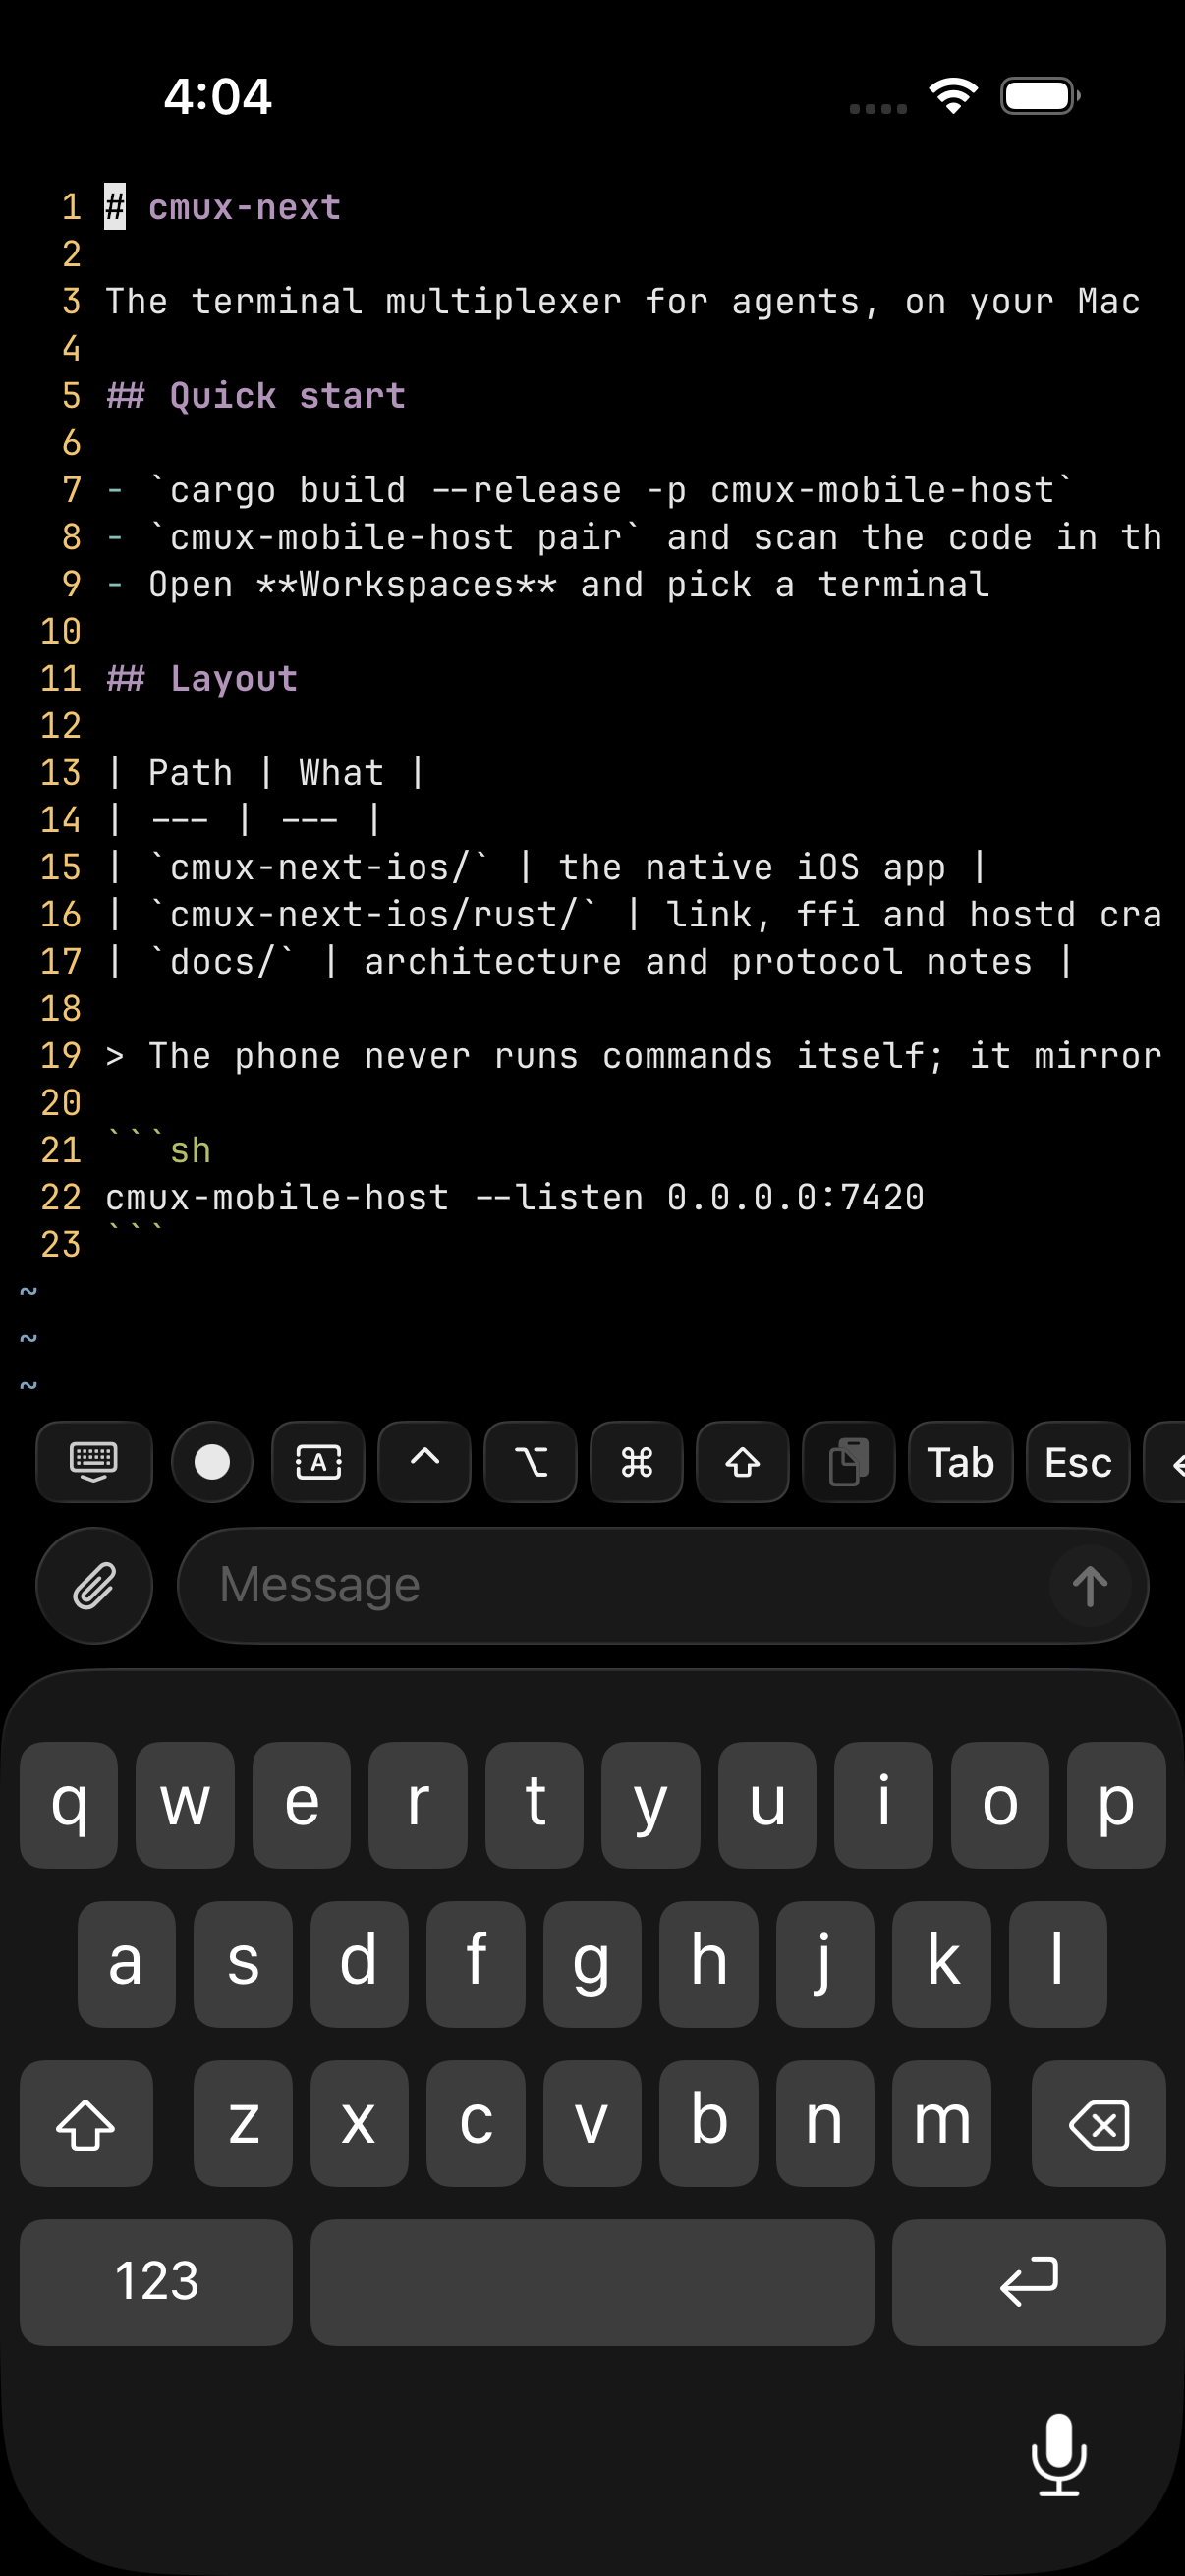 4:04
1 # cmux-next
2
3 The terminal multiplexer for agents, on your Mac
4
5 ## Quick start
6
7 - `cargo build --release -p cmux-mobile-host`
8 - `cmux-mobile-host pair` and scan the code in th
9 - Open **Workspaces** and pick a terminal
10
11 ## Layout
12
13 | Path | What |
14 | --- | --- |
15 | `cmux-next-ios/` | the native iOS app |
16 | `cmux-next-ios/rust/` | link, ffi and hostd cra
17 | `docs/` | architecture and protocol notes |
18
19 > The phone never runs commands itself; it mirror
20
21 ```sh
22 cmux-mobile-host --listen 0.0.0.0:7420
23 ```
~
~
~
A ^ ⌥ ⌘ Tab Esc
Message
q w e r t y u i o p
a s d f g h j k l
z x c v b n m
123